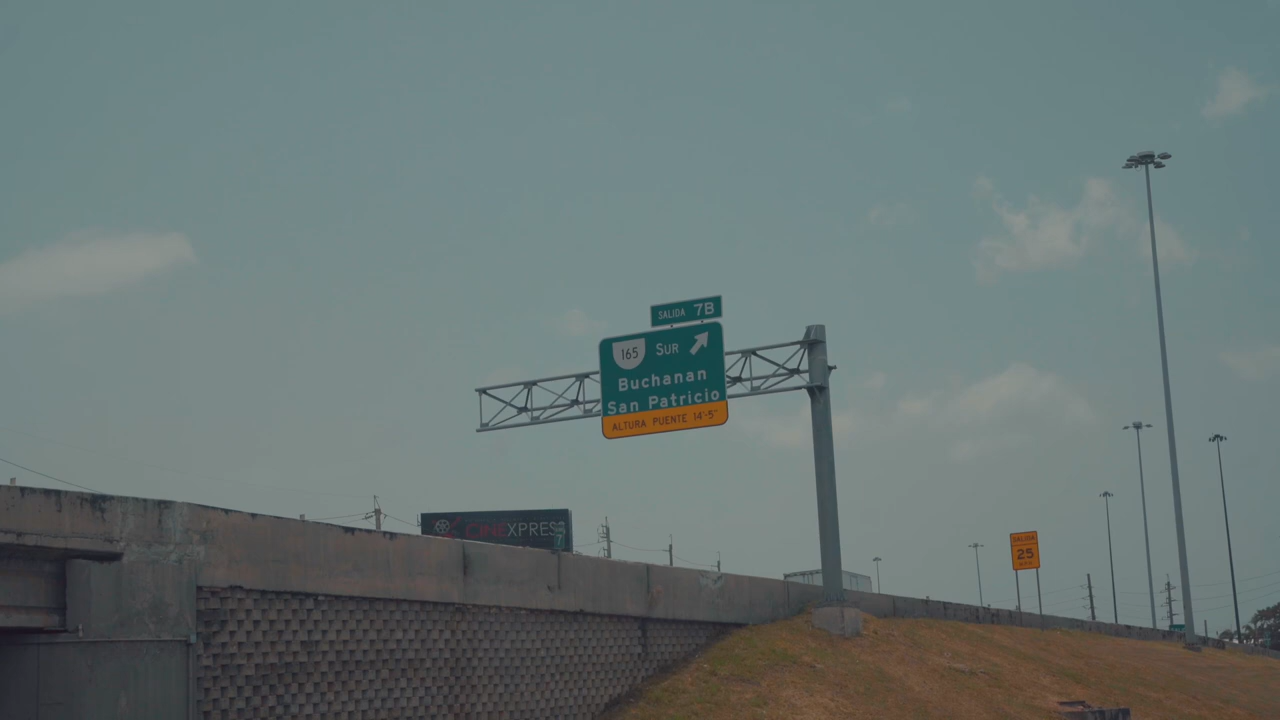 SALIDA 7B
165 SUR
Buchanan
San Patricio
ALTURA PUENTE 14'-5"
CINEXPRESS
SALIDA
25